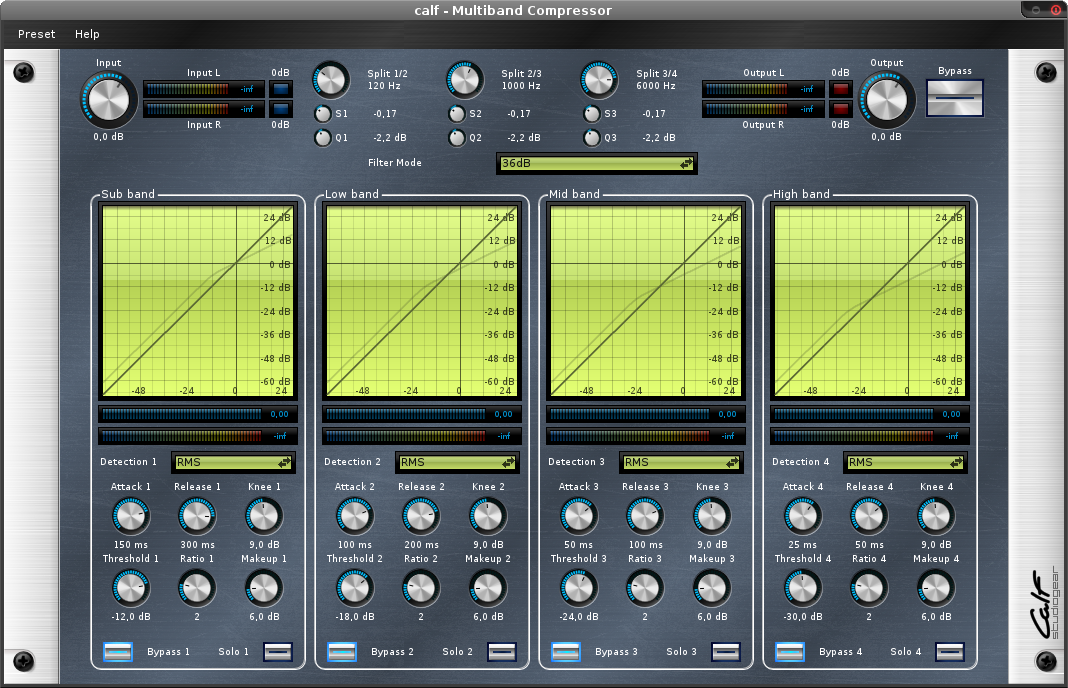 calf - Multiband Compressor
Preset Help
Input
Input L 0dB
-inf
-inf
Input R 0dB
0,0 dB
Split 1/2
120 Hz
S1 -0,17
Q1 -2,2 dB
Split 2/3
1000 Hz
S2 -0,17
Q2 -2,2 dB
Split 3/4
6000 Hz
S3 -0,17
Q3 -2,2 dB
Output L 0dB
-inf
-inf
Output R 0dB
Output
0,0 dB
Bypass
Filter Mode 36dB
Sub band
24 dB
12 dB
0 dB
-12 dB
-24 dB
-36 dB
-48 dB
-60 dB
-48 -24 0 24
0,00
-inf
Detection 1 RMS
Attack 1 Release 1 Knee 1
150 ms 300 ms 9,0 dB
Threshold 1 Ratio 1 Makeup 1
-12,0 dB 2 6,0 dB
Bypass 1 Solo 1
Low band
24 dB
12 dB
0 dB
-12 dB
-24 dB
-36 dB
-48 dB
-60 dB
-48 -24 0 24
0,00
-inf
Detection 2 RMS
Attack 2 Release 2 Knee 2
100 ms 200 ms 9,0 dB
Threshold 2 Ratio 2 Makeup 2
-18,0 dB 2 6,0 dB
Bypass 2 Solo 2
Mid band
24 dB
12 dB
0 dB
-12 dB
-24 dB
-36 dB
-48 dB
-60 dB
-48 -24 0 24
0,00
-inf
Detection 3 RMS
Attack 3 Release 3 Knee 3
50 ms 100 ms 9,0 dB
Threshold 3 Ratio 3 Makeup 3
-24,0 dB 2 6,0 dB
Bypass 3 Solo 3
High band
24 dB
12 dB
0 dB
-12 dB
-24 dB
-36 dB
-48 dB
-60 dB
-48 -24 0 24
0,00
-inf
Detection 4 RMS
Attack 4 Release 4 Knee 4
25 ms 50 ms 9,0 dB
Threshold 4 Ratio 4 Makeup 4
-30,0 dB 2 6,0 dB
Bypass 4 Solo 4
Calf
studiogear